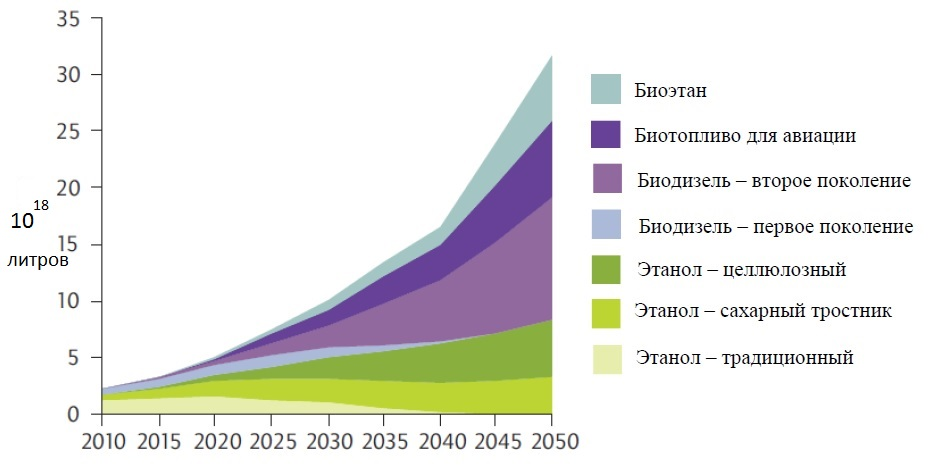 35
30
25
20
15
10
5
0
10^18
литров
2010 2015 2020 2025 2030 2035 2040 2045 2050
Биоэтан
Биотопливо для авиации
Биодизель – второе поколение
Биодизель – первое поколение
Этанол – целлюлозный
Этанол – сахарный тростник
Этанол – традиционный